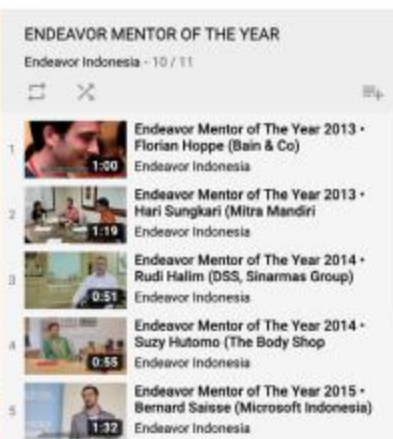 ENDEAVOR MENTOR OF THE YEAR
Endeavor Indonesia - 10 / 11
1
1:00
Endeavor Mentor of The Year 2013 •
Florian Hoppe (Bain & Co)
Endeavor Indonesia
2
1:19
Endeavor Mentor of The Year 2013 •
Hari Sungkari (Mitra Mandiri
Endeavor Indonesia
3
0:51
Endeavor Mentor of The Year 2014 •
Rudi Halim (DSS, Sinarmas Group)
Endeavor Indonesia
4
0:55
Endeavor Mentor of The Year 2014 •
Suzy Hutomo (The Body Shop
Endeavor Indonesia
5
1:32
Endeavor Mentor of The Year 2015 •
Bernard Saisse (Microsoft Indonesia)
Endeavor Indonesia